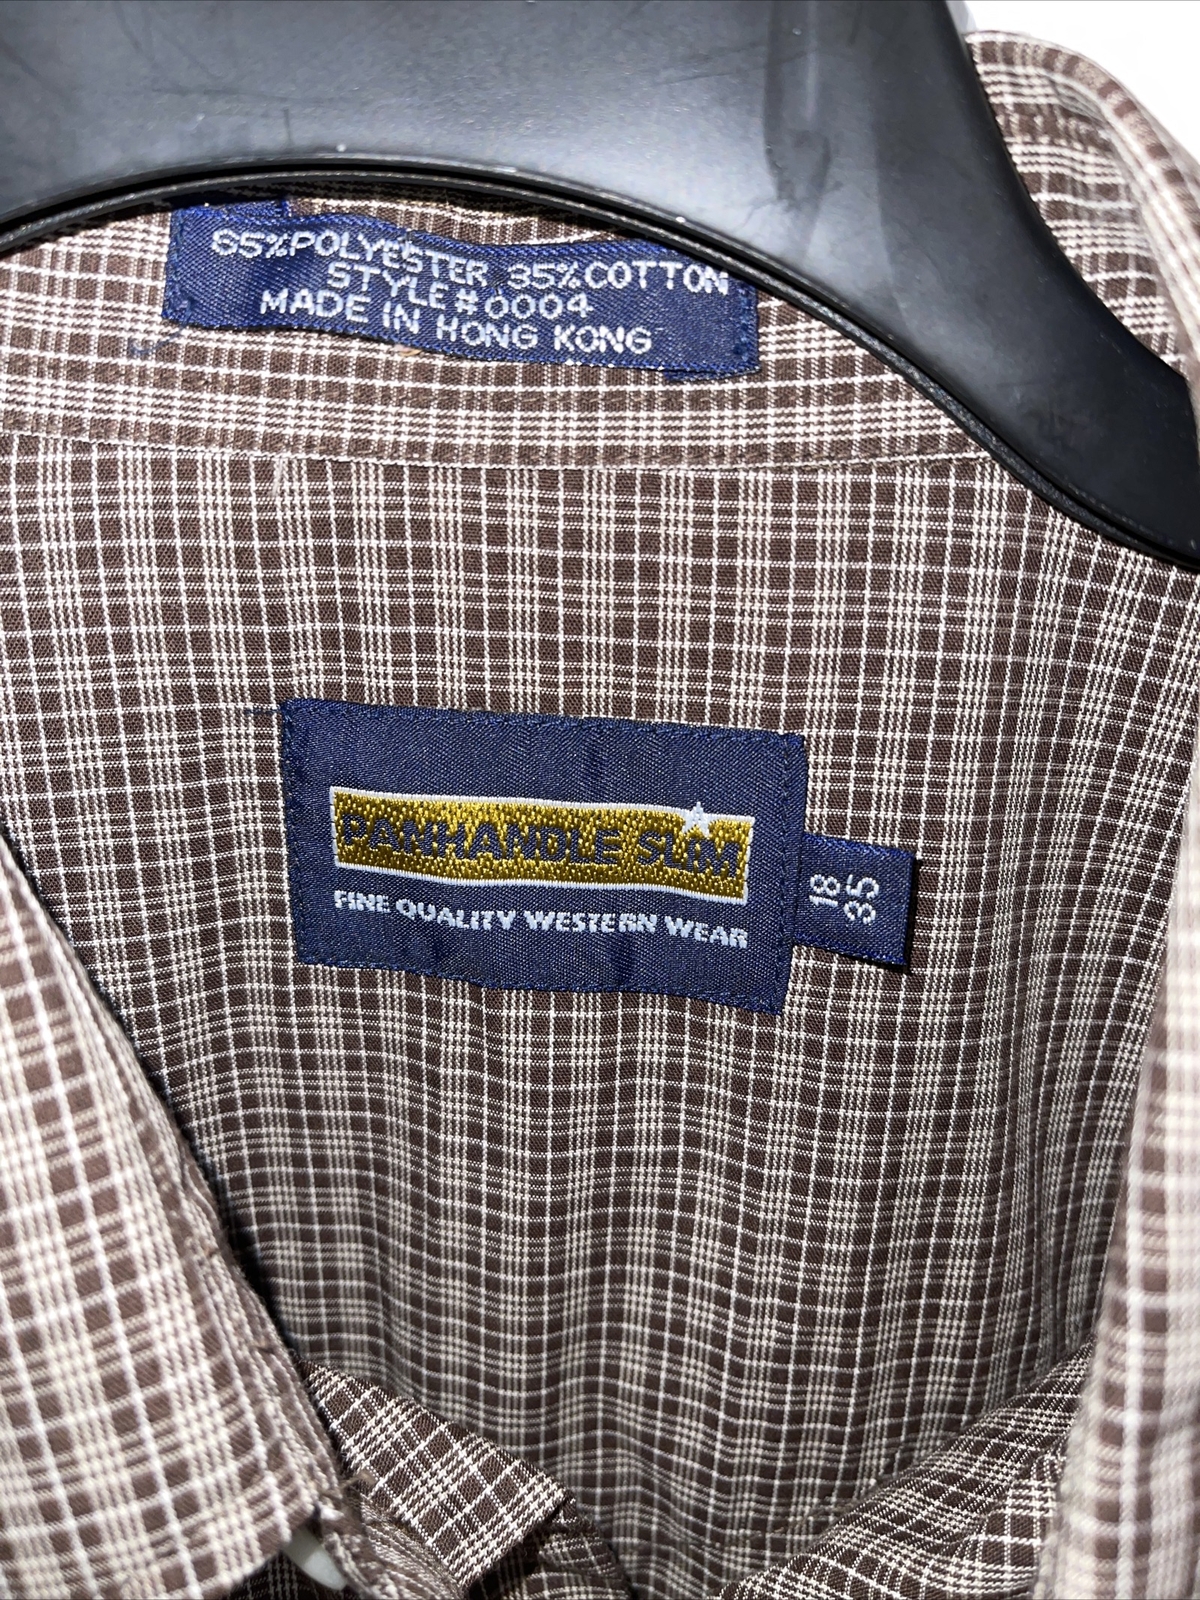 65%POLYESTER 35%COTTON
STYLE#0004
MADE IN HONG KONG
PANHANDLE SLIM
FINE QUALITY WESTERN WEAR
18
35